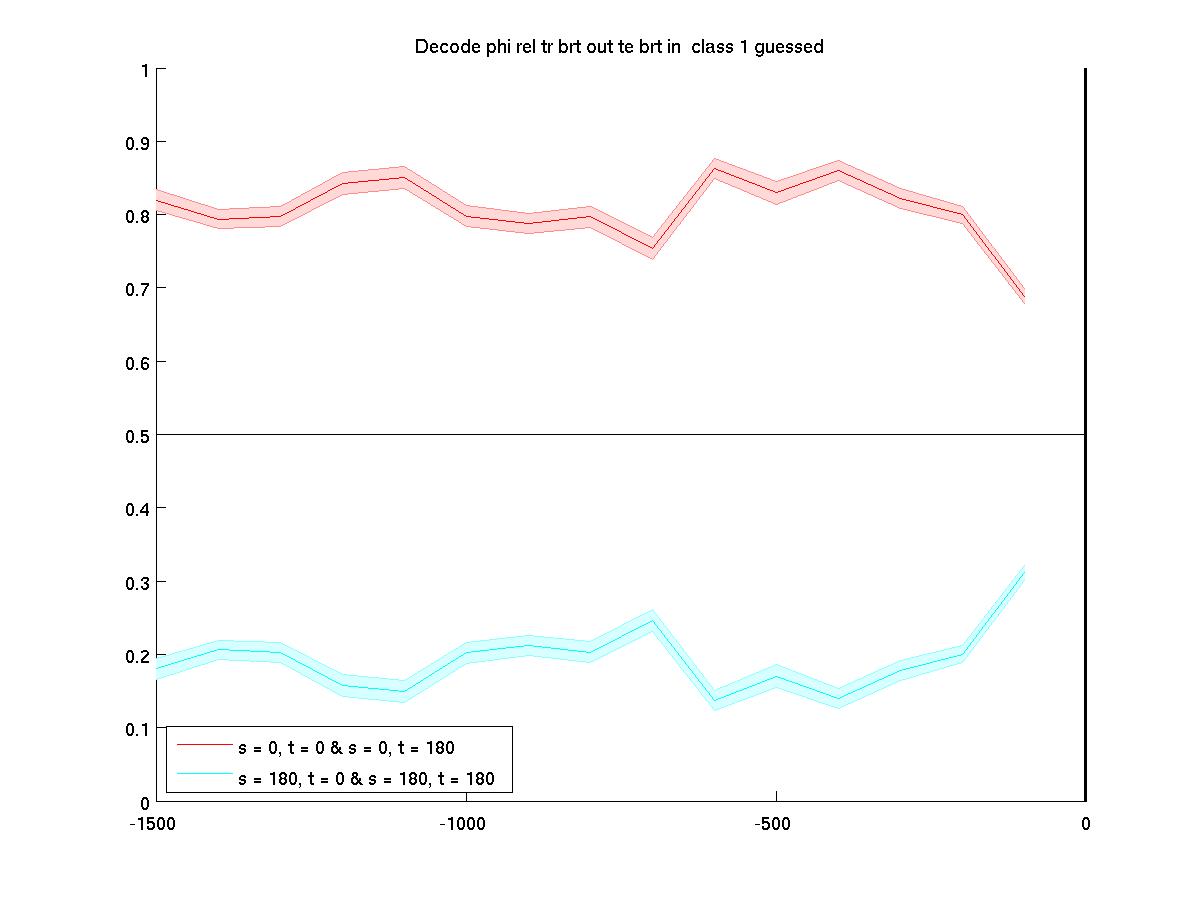 Decode phi rel tr brt out te brt in  class 1 guessed
1
0.9
0.8
0.7
0.6
0.5
0.4
0.3
0.2
0.1
0
s = 0, t = 0 & s = 0, t = 180
s = 180, t = 0 & s = 180, t = 180
-1500 -1000 -500 0